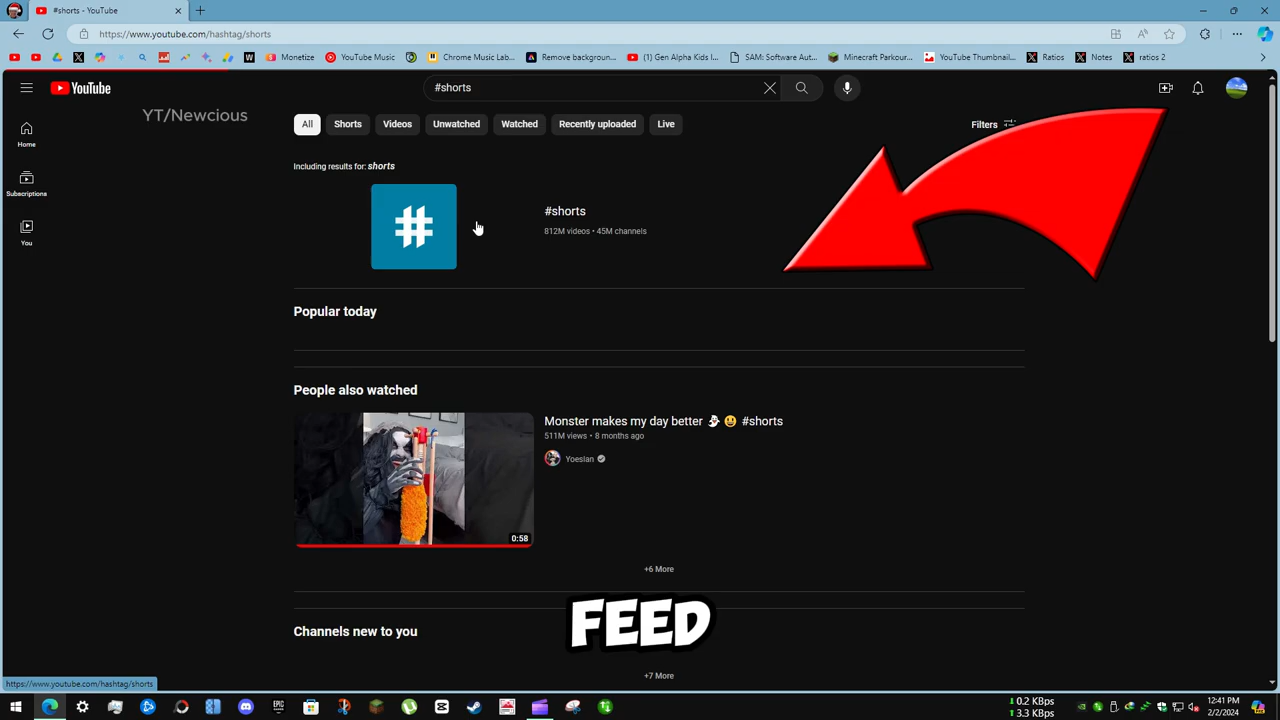 #shorts - YouTube
https://www.youtube.com/hashtag/shorts
Monetize
YouTube Music
Chrome Music Lab...
Remove backgroun...
(1) Gen Alpha Kids I...
SAM: Software Aut...
Minecraft Parkour...
YouTube Thumbnail...
Ratios
Notes
ratios 2
YouTube
#shorts
YT/Newcious
Home
Subscriptions
You
All
Shorts
Videos
Unwatched
Watched
Recently uploaded
Live
Filters
Including results for: shorts
#
#shorts
812M videos • 45M channels
Popular today
People also watched
Monster makes my day better 👻 😃 #shorts
511M views • 8 months ago
Yoeslan
0:58
+6 More
FEED
Channels new to you
+7 More
https://www.youtube.com/hashtag/shorts
EPIC
0.2 KBps
3.3 KBps
12:41 PM
2/2/2024